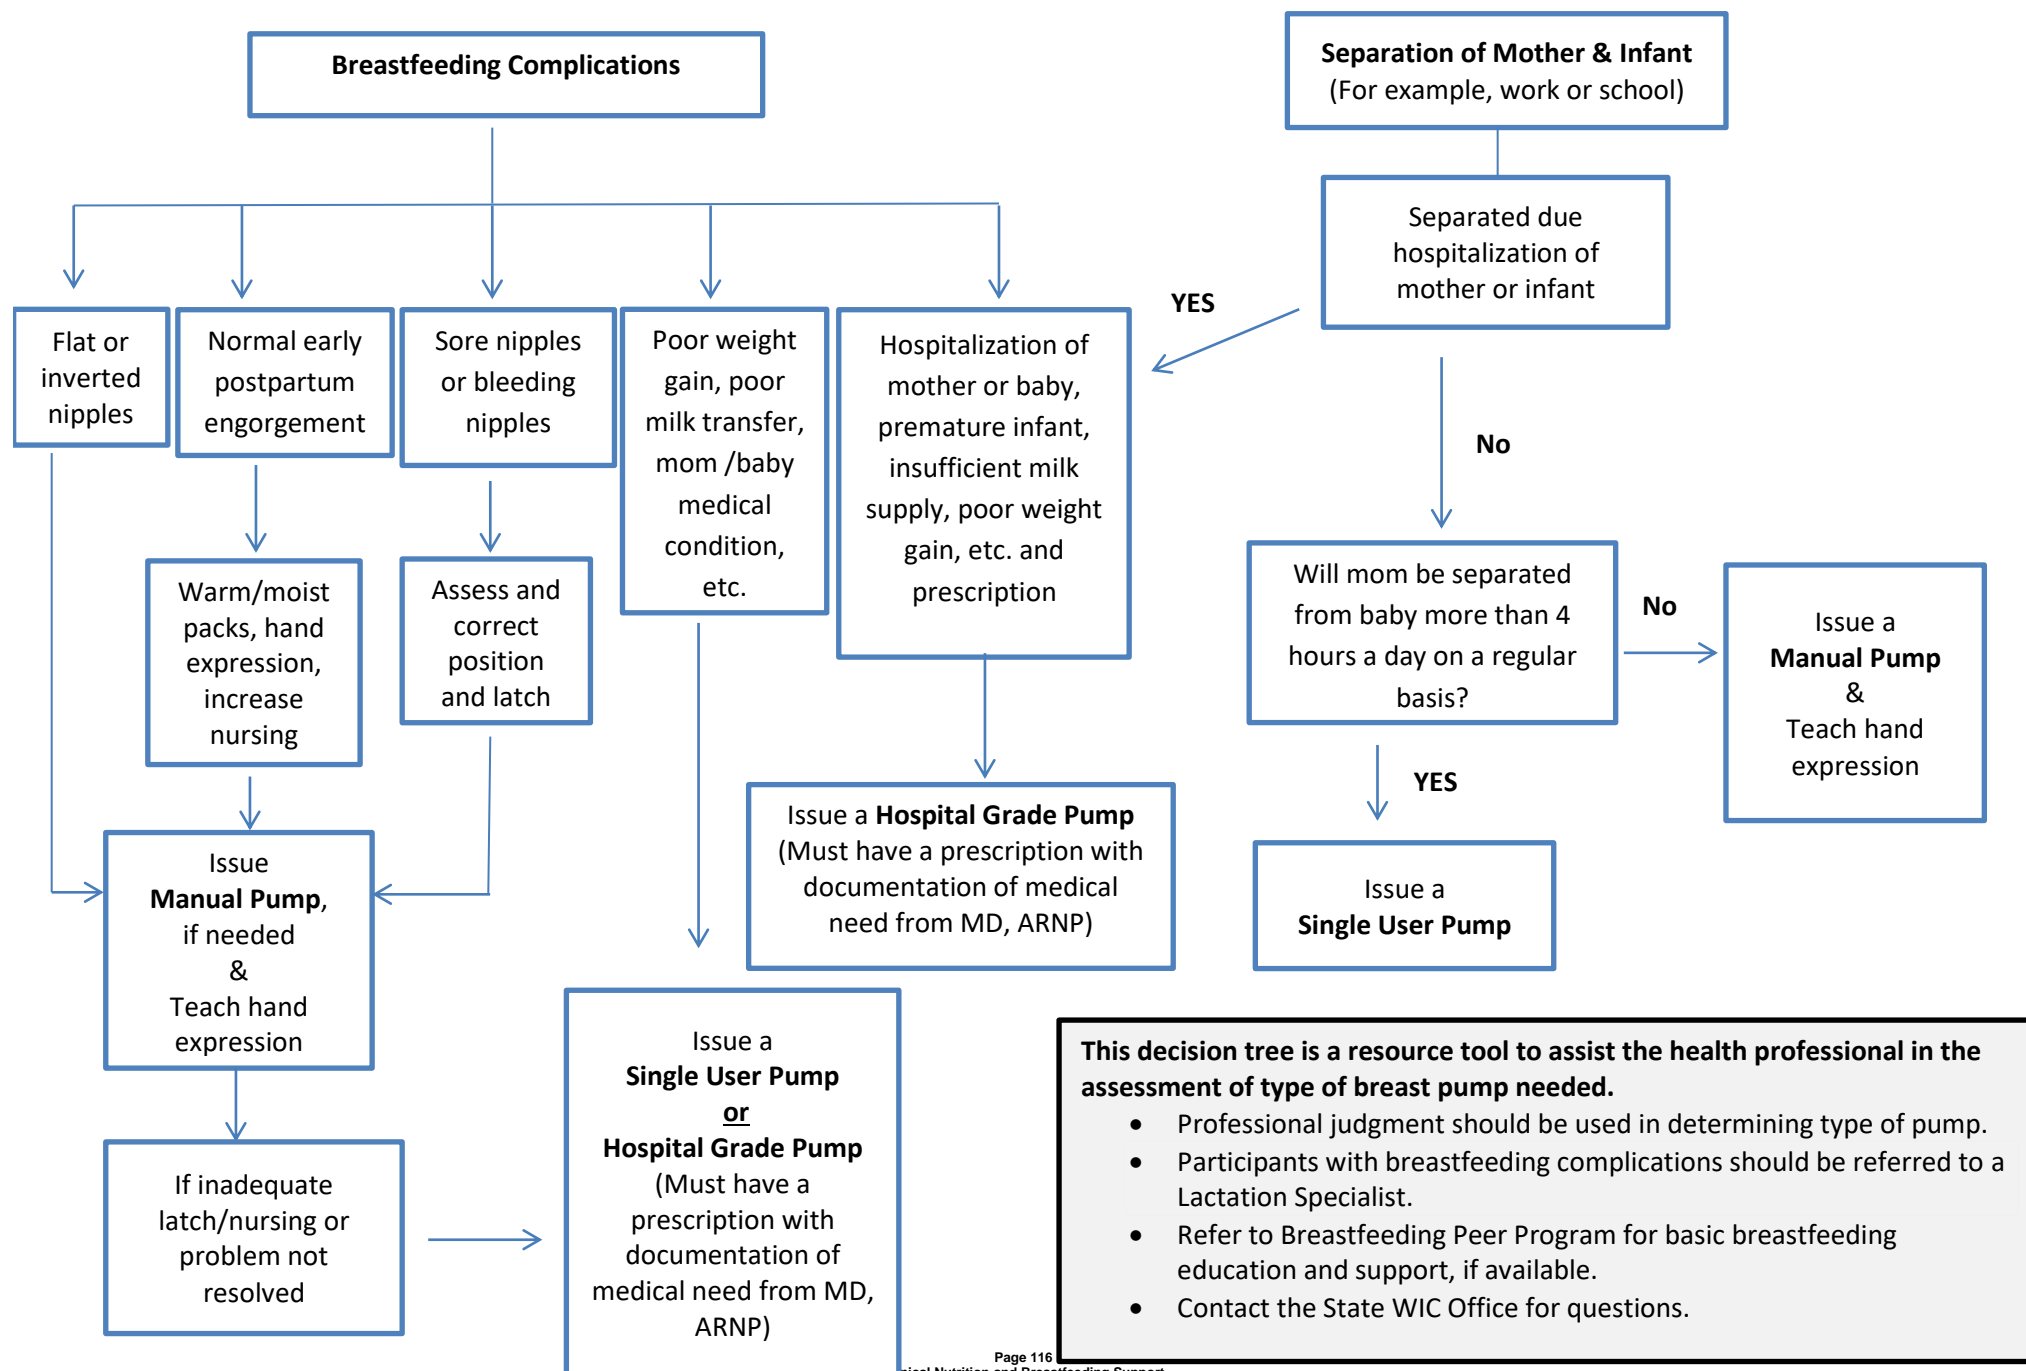 Breastfeeding Complications
Separation of Mother & Infant
(For example, work or school)
Separated due
hospitalization of
mother or infant
YES
No
Flat or
inverted
nipples
Normal early
postpartum
engorgement
Sore nipples
or bleeding
nipples
Poor weight
gain, poor
milk transfer,
mom /baby
medical
condition,
etc.
Hospitalization of
mother or baby,
premature infant,
insufficient milk
supply, poor weight
gain, etc. and
prescription
Warm/moist
packs, hand
expression,
increase
nursing
Assess and
correct
position
and latch
Will mom be separated
from baby more than 4
hours a day on a regular
basis?
No
Issue a
Manual Pump
&
Teach hand
expression
YES
Issue a
Single User Pump
Issue a Hospital Grade Pump
(Must have a prescription with
documentation of medical
need from MD, ARNP)
Issue
Manual Pump,
if needed
&
Teach hand
expression
If inadequate
latch/nursing or
problem not
resolved
Issue a
Single User Pump
or
Hospital Grade Pump
(Must have a
prescription with
documentation of
medical need from MD,
ARNP)
This decision tree is a resource tool to assist the health professional in the
assessment of type of breast pump needed.
• Professional judgment should be used in determining type of pump.
• Participants with breastfeeding complications should be referred to a
Lactation Specialist.
• Refer to Breastfeeding Peer Program for basic breastfeeding
education and support, if available.
• Contact the State WIC Office for questions.
Page 116
Nutrition and Breastfeeding Support